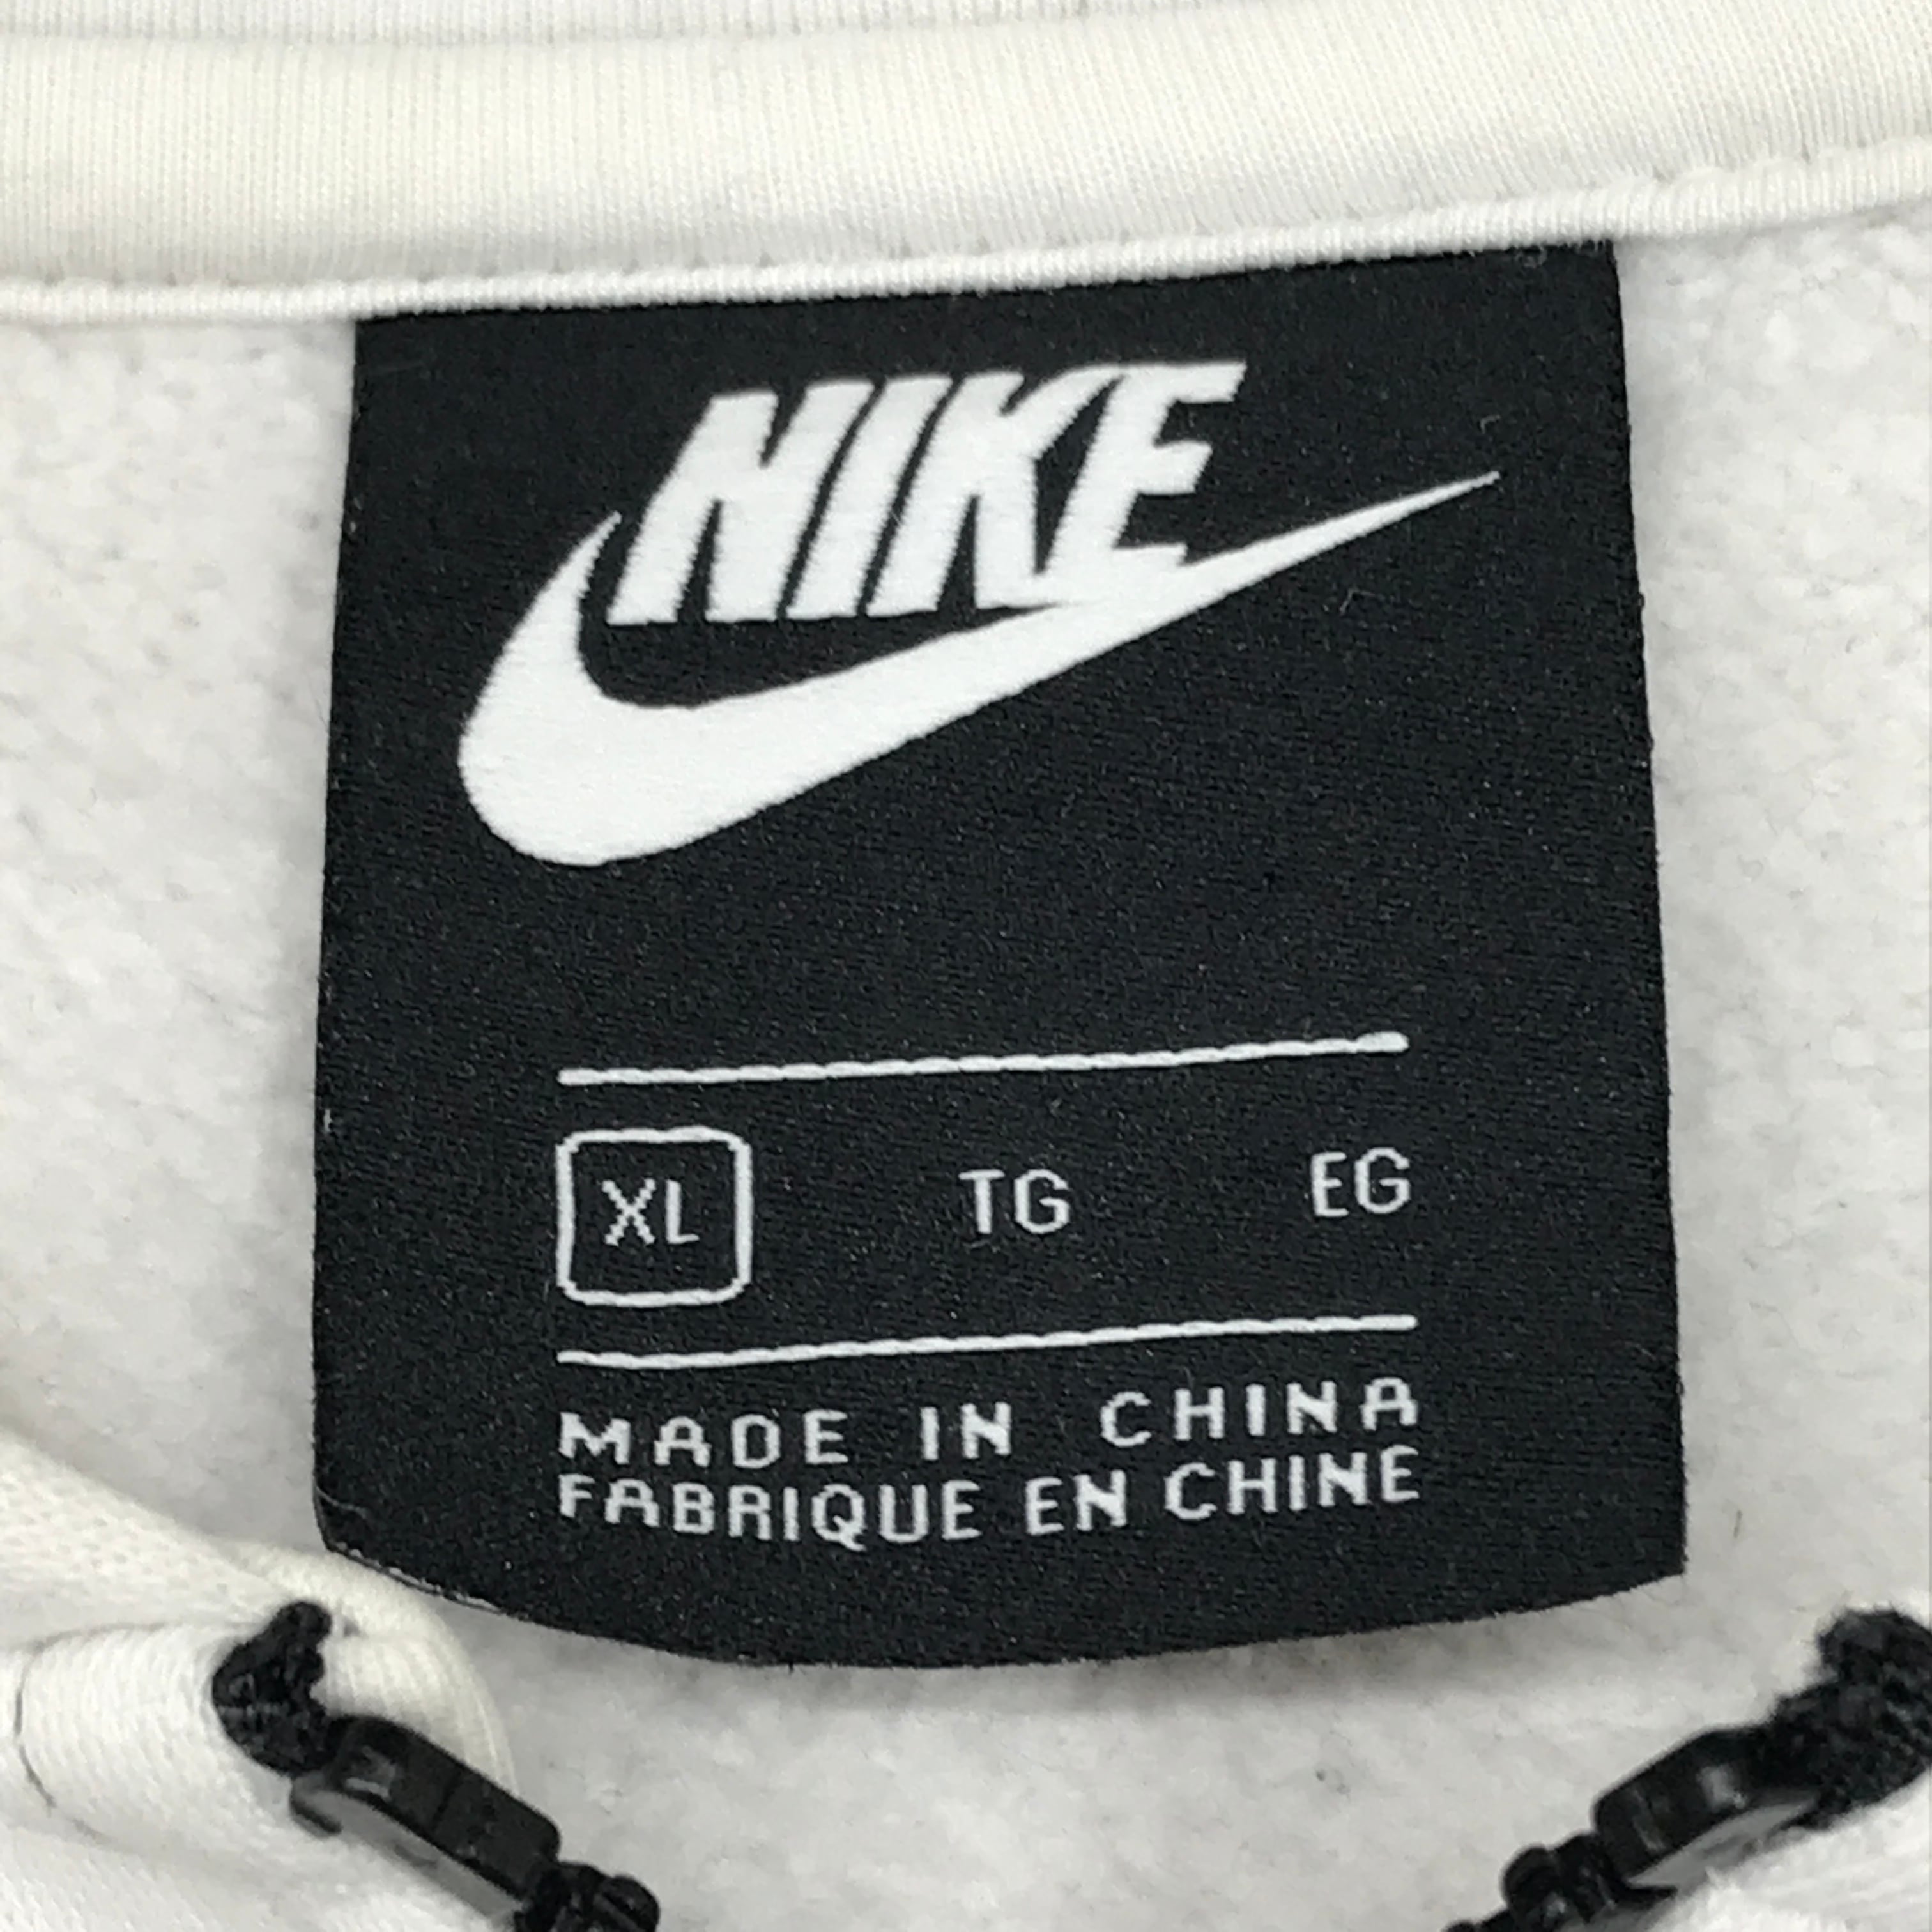 NIKE
XL TG EG
MADE IN CHINA
FABRIQUE EN CHINE